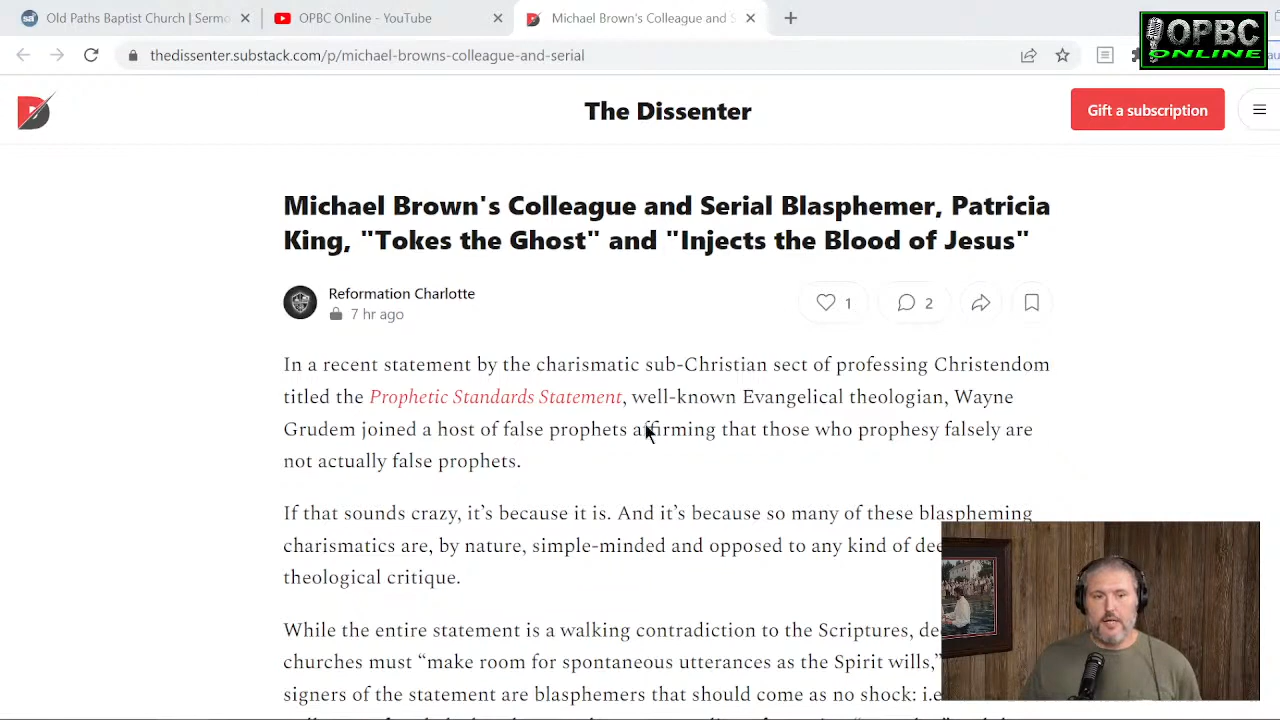 Old Paths Baptist Church | Sermo
OPBC Online - YouTube
Michael Brown's Colleague and S
OPBC
ONLINE
thedissenter.substack.com/p/michael-browns-colleague-and-serial
The Dissenter
Gift a subscription
Michael Brown's Colleague and Serial Blasphemer, Patricia
King, "Tokes the Ghost" and "Injects the Blood of Jesus"
Reformation Charlotte
7 hr ago
1
2
In a recent statement by the charismatic sub-Christian sect of professing Christendom
titled the Prophetic Standards Statement, well-known Evangelical theologian, Wayne
Grudem joined a host of false prophets affirming that those who prophesy falsely are
not actually false prophets.
If that sounds crazy, it’s because it is. And it’s because so many of these blaspheming
charismatics are, by nature, simple-minded and opposed to any kind of dee
theological critique.
While the entire statement is a walking contradiction to the Scriptures, de
churches must “make room for spontaneous utterances as the Spirit wills,”
signers of the statement are blasphemers that should come as no shock: i.e